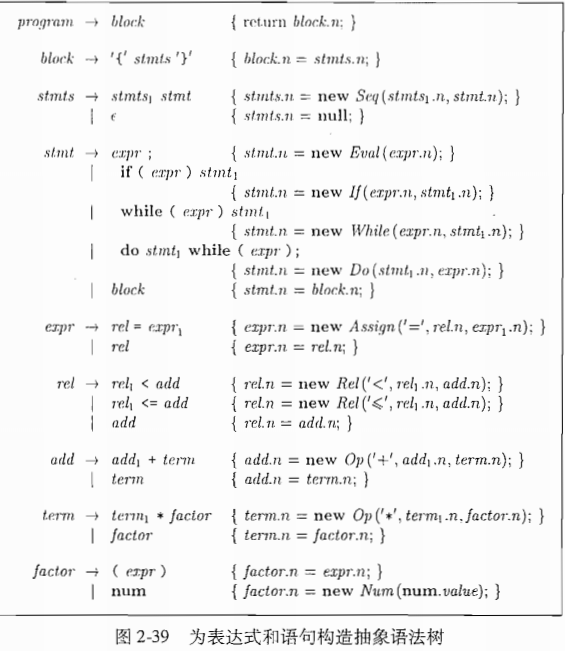 program → block { return block.n; }
block → '{' stmts '}' { block.n = stmts.n; }
stmts → stmts₁ stmt { stmts.n = new Seq(stmts₁.n, stmt.n); }
| ϵ { stmts.n = null; }
stmt → expr ; { stmt.n = new Eval(expr.n); }
| if ( expr ) stmt₁
{ stmt.n = new If(expr.n, stmt₁.n); }
| while ( expr ) stmt₁
{ stmt.n = new While(expr.n, stmt₁.n); }
| do stmt₁ while ( expr );
{ stmt.n = new Do(stmt₁.n, expr.n); }
| block { stmt.n = block.n; }
expr → rel = expr₁ { expr.n = new Assign('=', rel.n, expr₁.n); }
| rel { expr.n = rel.n; }
rel → rel₁ < add { rel.n = new Rel('<', rel₁.n, add.n); }
| rel₁ <= add { rel.n = new Rel('⩽', rel₁.n, add.n); }
| add { rel.n = add.n; }
add → add₁ + term { add.n = new Op('+', add₁.n, term.n); }
| term { add.n = term.n; }
term → term₁ * factor { term.n = new Op('*', term₁.n, factor.n); }
| factor { term.n = factor.n; }
factor → ( expr ) { factor.n = expr.n; }
| num { factor.n = new Num(num.value); }
图 2-39 为表达式和语句构造抽象语法树